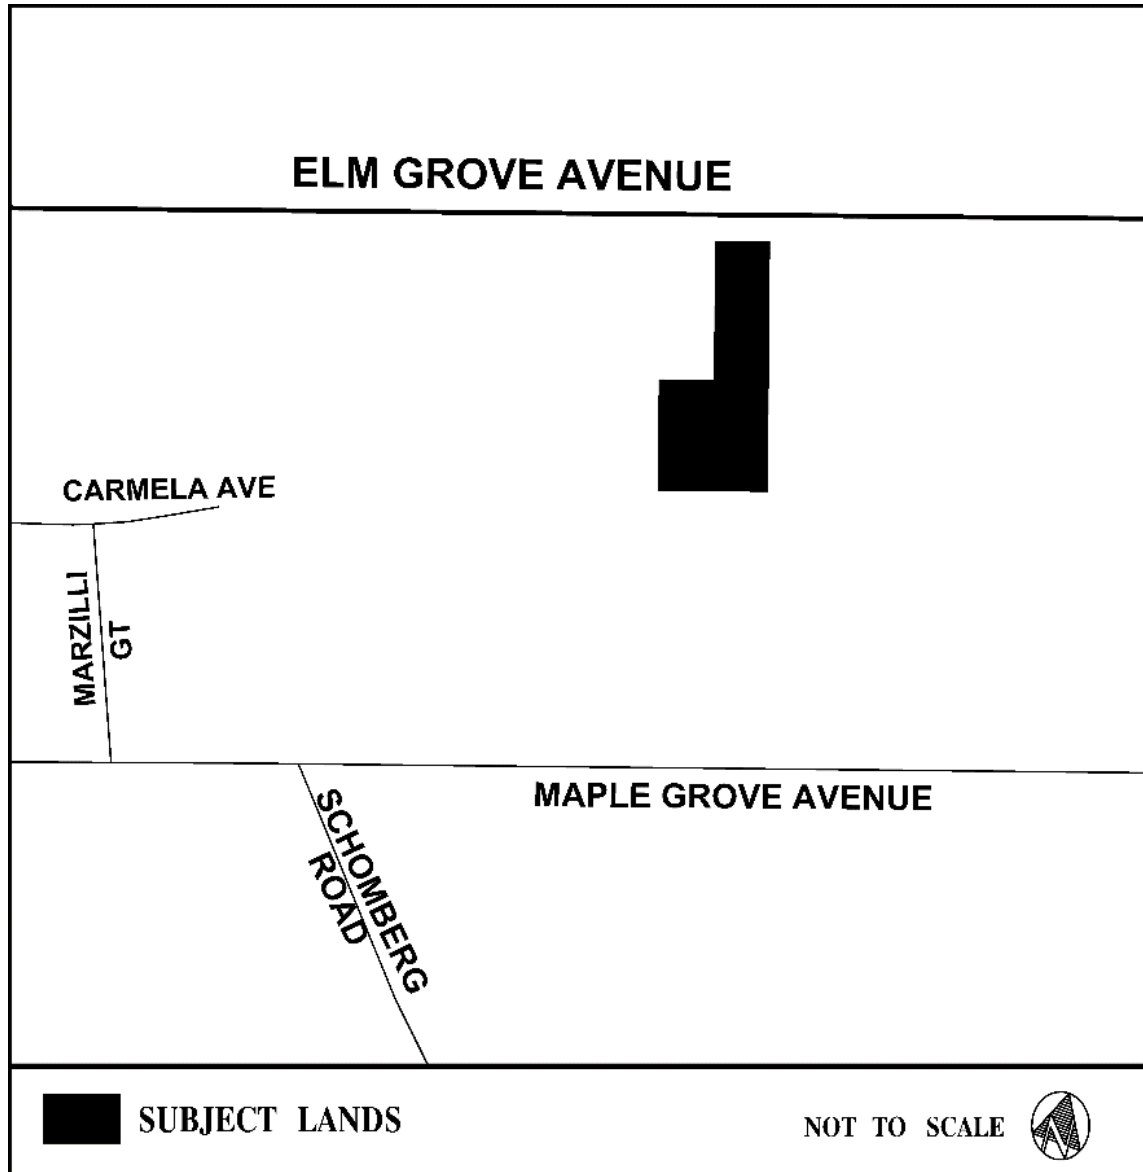 ELM GROVE AVENUE
CARMELA AVE
MARZILLI
GT
MAPLE GROVE AVENUE
SCHOMBERG
ROAD
SUBJECT LANDS
NOT TO SCALE